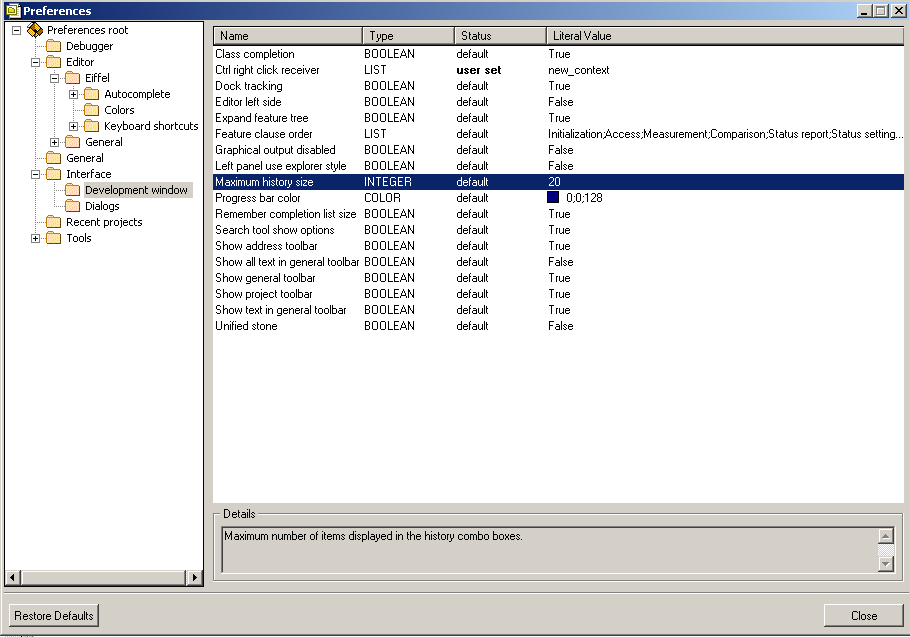 Preferences
Preferences root
Debugger
Editor
Eiffel
Autocomplete
Colors
Keyboard shortcuts
General
General
Interface
Development window
Dialogs
Recent projects
Tools
Name Type Status Literal Value
Class completion BOOLEAN default True
Ctrl right click receiver LIST user set new_context
Dock tracking BOOLEAN default True
Editor left side BOOLEAN default False
Expand feature tree BOOLEAN default True
Feature clause order LIST default Initialization;Access;Measurement;Comparison;Status report;Status setting...
Graphical output disabled BOOLEAN default False
Left panel use explorer style BOOLEAN default False
Maximum history size INTEGER default 20
Progress bar color COLOR default 0;0;128
Remember completion list size BOOLEAN default True
Search tool show options BOOLEAN default True
Show address toolbar BOOLEAN default True
Show all text in general toolbar BOOLEAN default False
Show general toolbar BOOLEAN default True
Show project toolbar BOOLEAN default True
Show text in general toolbar BOOLEAN default True
Unified stone BOOLEAN default False
Details
Maximum number of items displayed in the history combo boxes.
Restore Defaults Close